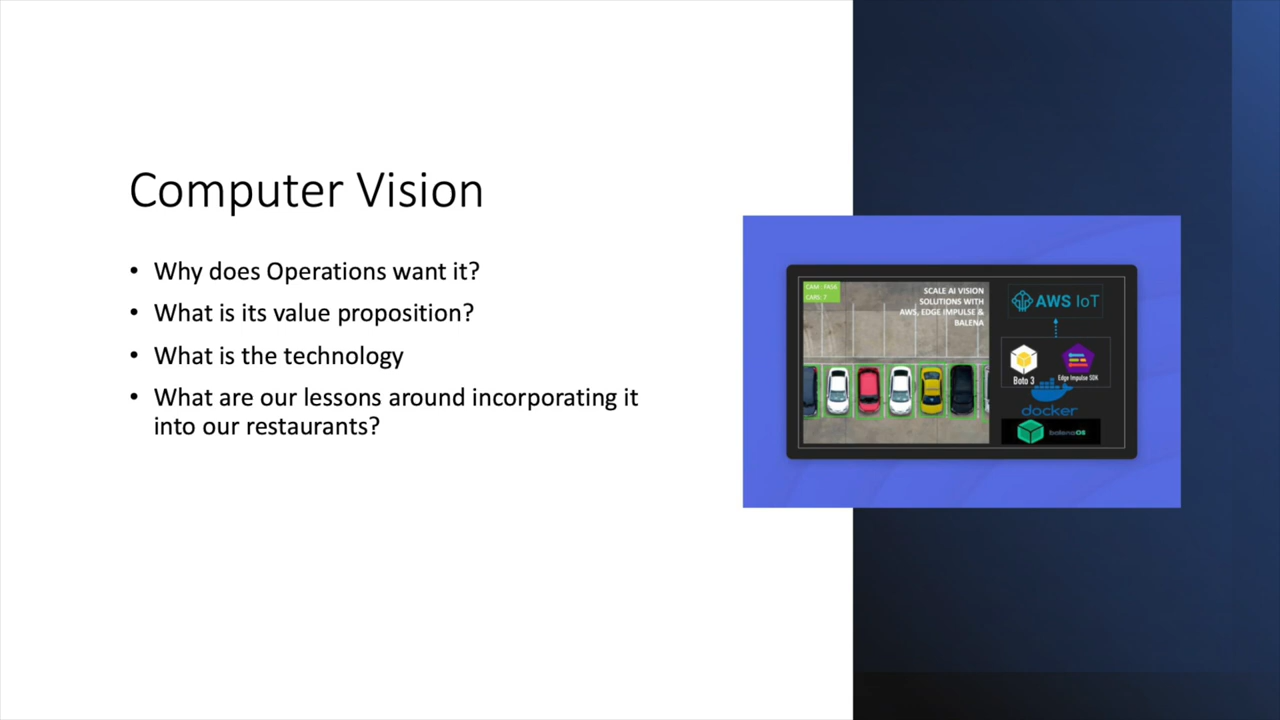 Computer Vision
• Why does Operations want it?
• What is its value proposition?
• What is the technology
• What are our lessons around incorporating it
into our restaurants?
CAM : FAS6
CARS: 7
SCALE AI VISION
SOLUTIONS WITH
AWS, EDGE IMPULSE &
BALENA
AWS IoT
Boto 3
Edge Impulse SDK
docker
balenaOS